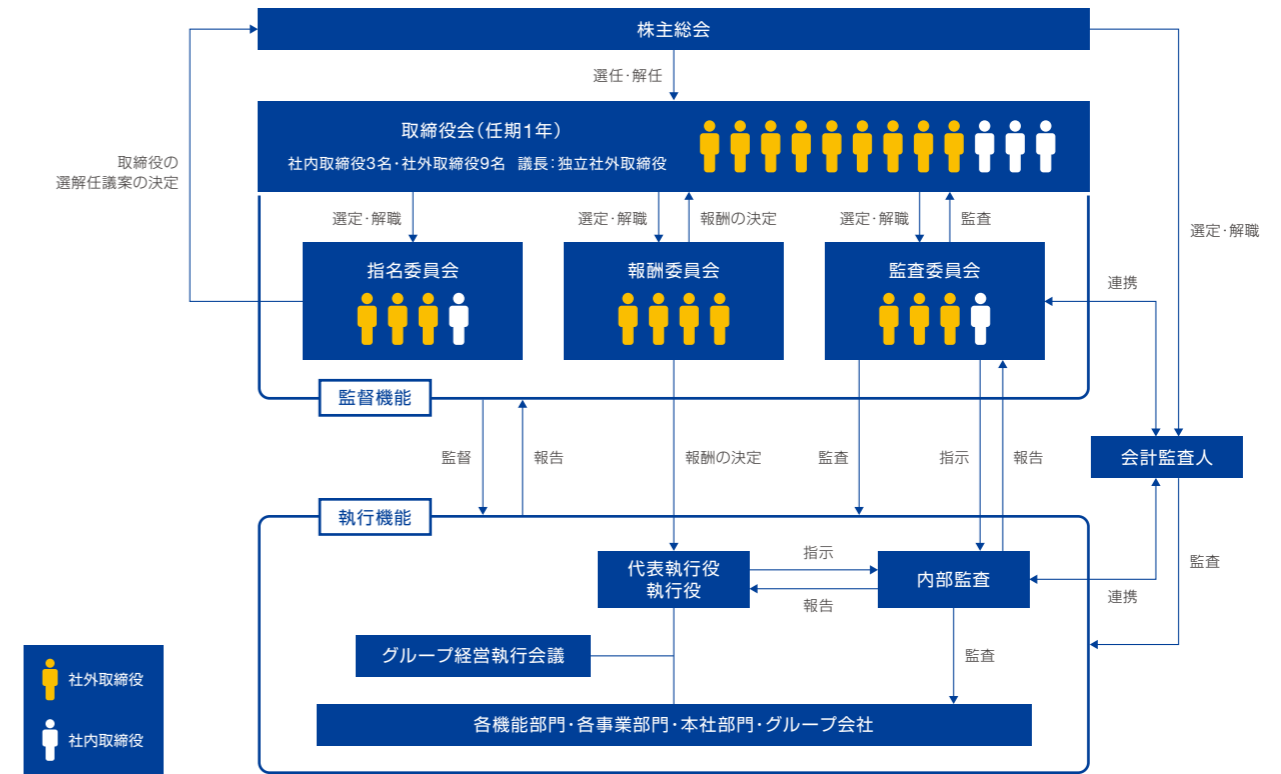 株主総会
選任・解任
取締役会(任期1年)
社内取締役3名・社外取締役9名 議長:独立社外取締役
取締役の
選解任議案の決定
選定・解職
選定・解職
報酬の決定
選定・解職
監査
選定・解職
指名委員会
報酬委員会
監査委員会
連携
監督機能
監督
報告
報酬の決定
監査
指示
報告
会計監査人
執行機能
代表執行役
執行役
指示
報告
内部監査
連携
監査
グループ経営執行会議
監査
各機能部門・各事業部門・本社部門・グループ会社
社外取締役
社内取締役